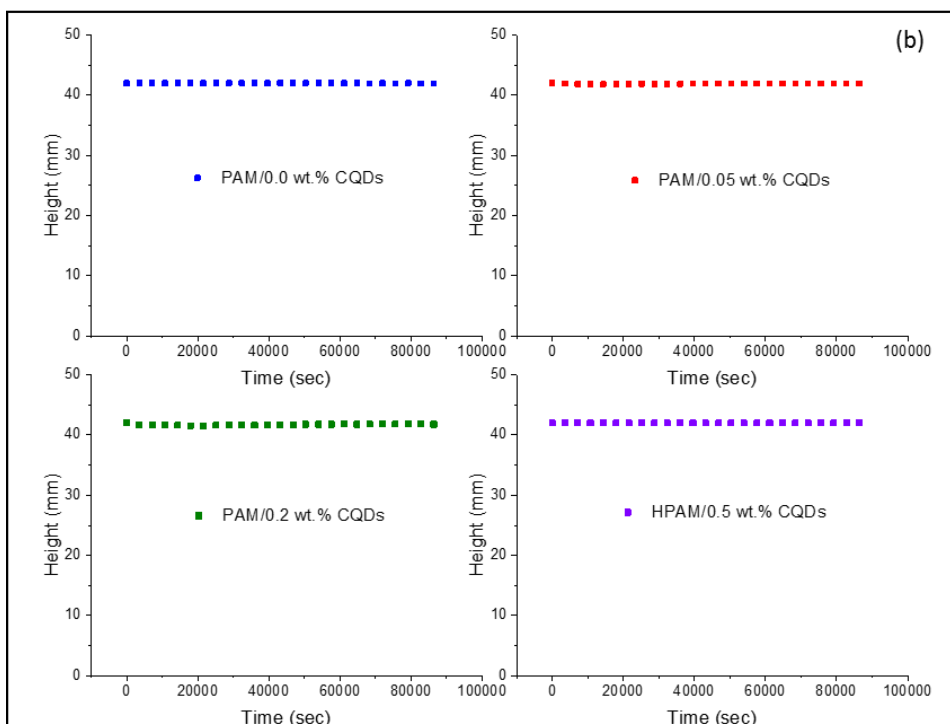 (b)
50
40
30
20
10
0
Height (mm)
PAM/0.0 wt.% CQDs
0 20000 40000 60000 80000 100000
Time (sec)
50
40
30
20
10
0
Height (mm)
PAM/0.05 wt.% CQDs
0 20000 40000 60000 80000 100000
Time (sec)
50
40
30
20
10
0
Height (mm)
PAM/0.2 wt.% CQDs
0 20000 40000 60000 80000 100000
Time (sec)
50
40
30
20
10
0
Height (mm)
HPAM/0.5 wt.% CQDs
0 20000 40000 60000 80000 100000
Time (sec)